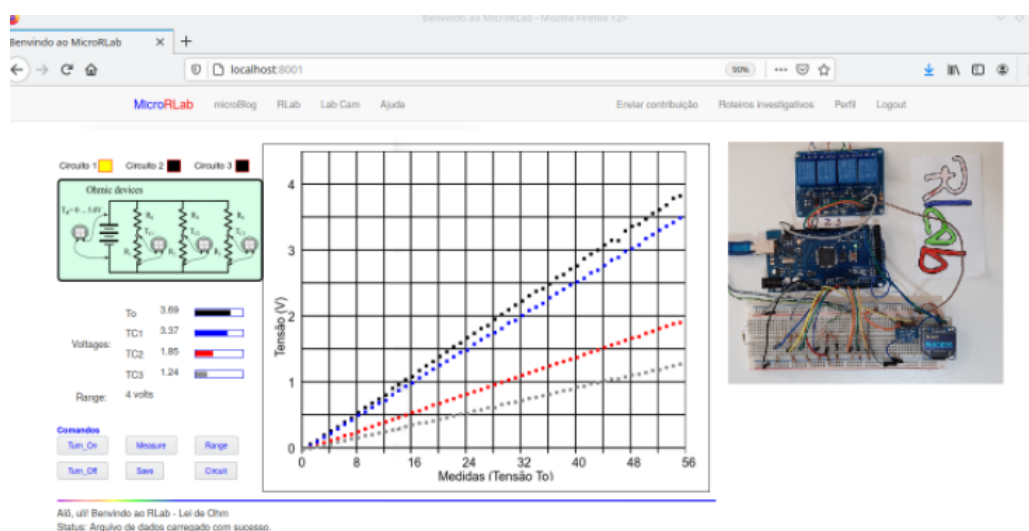 Benvindo ao MicroRLab - Mozilla Firefox <2>
Benvindo ao MicroRLab × +
localhost:8001
90%
MicroRLab microBlog RLab Lab Cam Ajuda Enviar contribuição Roteiros investigativos Perfil Logout
Circuito 1 Circuito 2 Circuito 3
Ohmic devices
To 3.69
TC1 3.37
Voltages:
TC2 1.85
TC3 1.24
Range: 4 volts
Comandos
Turn_On Measure Range
Turn_Off Save Circuit
4
3
2
1
0
Tensão (V)
0 8 16 24 32 40 48 56
Medidas (Tensão To)
RLab
Alô, ull! Benvindo ao RLab - Lei de Ohm
Status: Arquivo de dados carregado com sucesso.